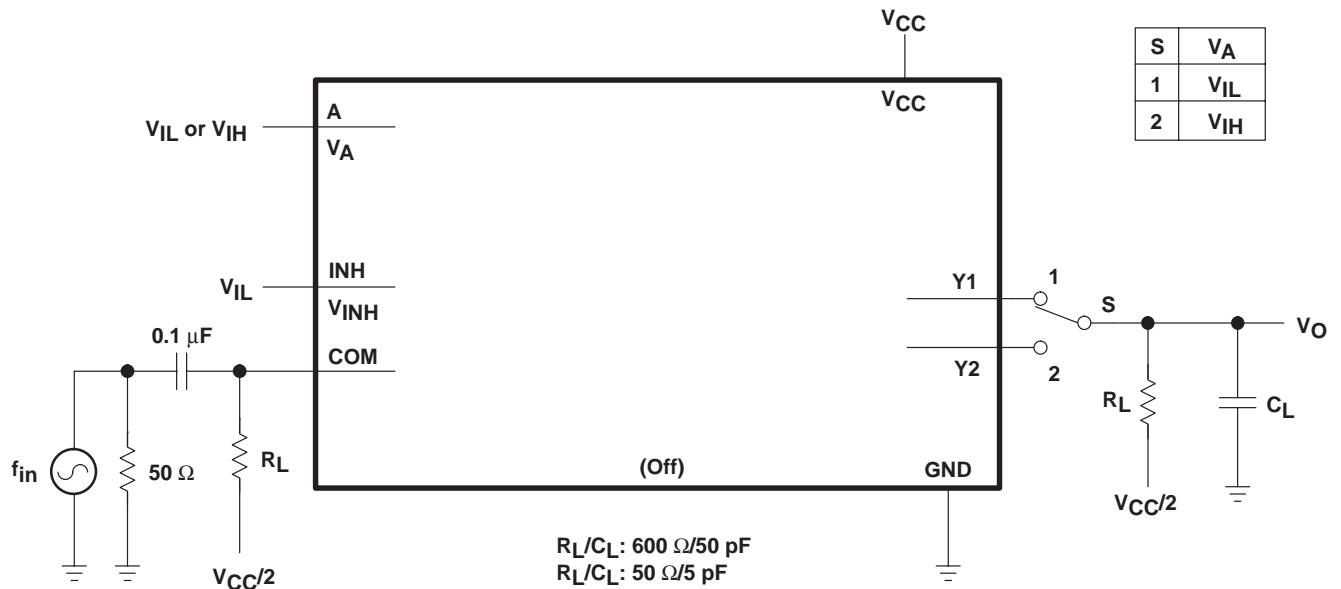 VCC
S VA
1 VIL
2 VIH
VCC
A
VIL or VIH
VA
INH
VIL
VINH
Y1
1
S
VO
0.1 μF
COM
Y2
2
RL
CL
fin
50 Ω
RL
(Off)
GND
VCC/2
VCC/2
RL/CL: 600 Ω/50 pF
RL/CL: 50 Ω/5 pF